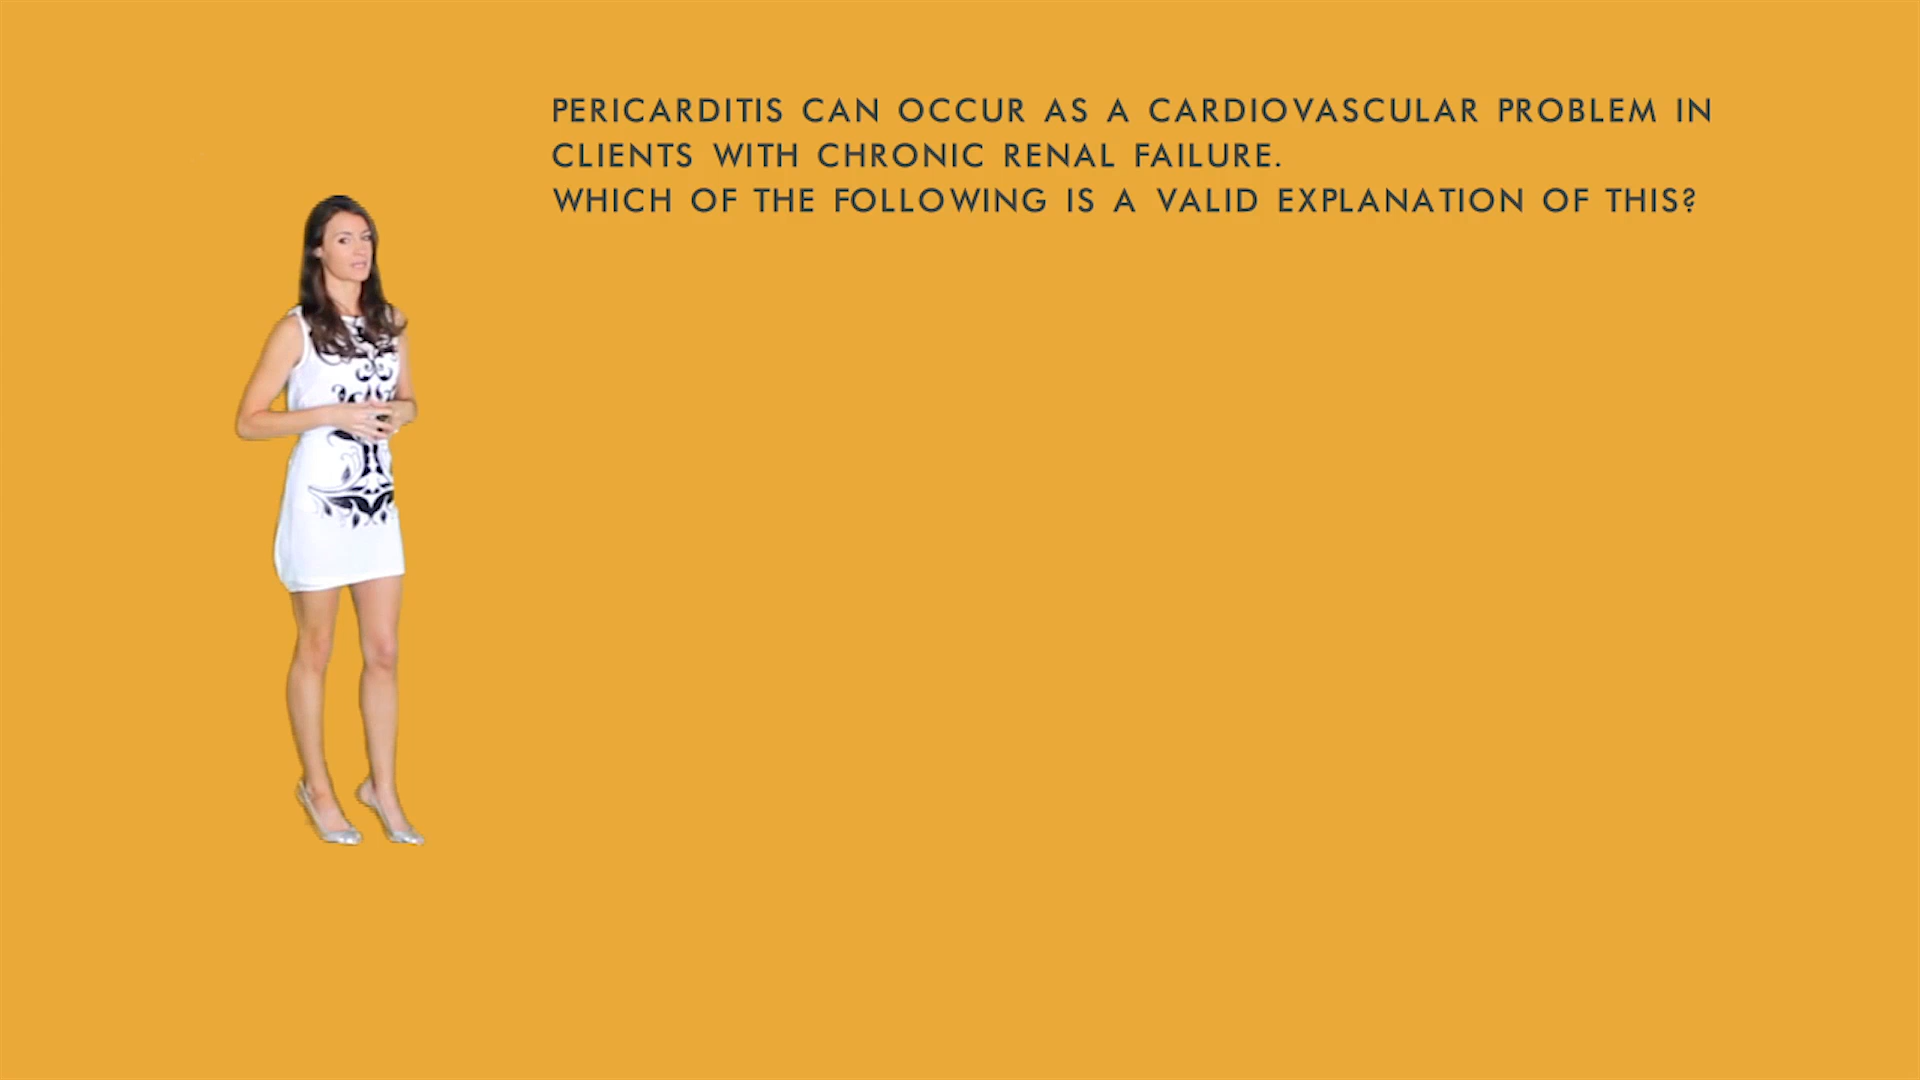 PERICARDITIS CAN OCCUR AS A CARDIOVASCULAR PROBLEM IN
CLIENTS WITH CHRONIC RENAL FAILURE.
WHICH OF THE FOLLOWING IS A VALID EXPLANATION OF THIS?